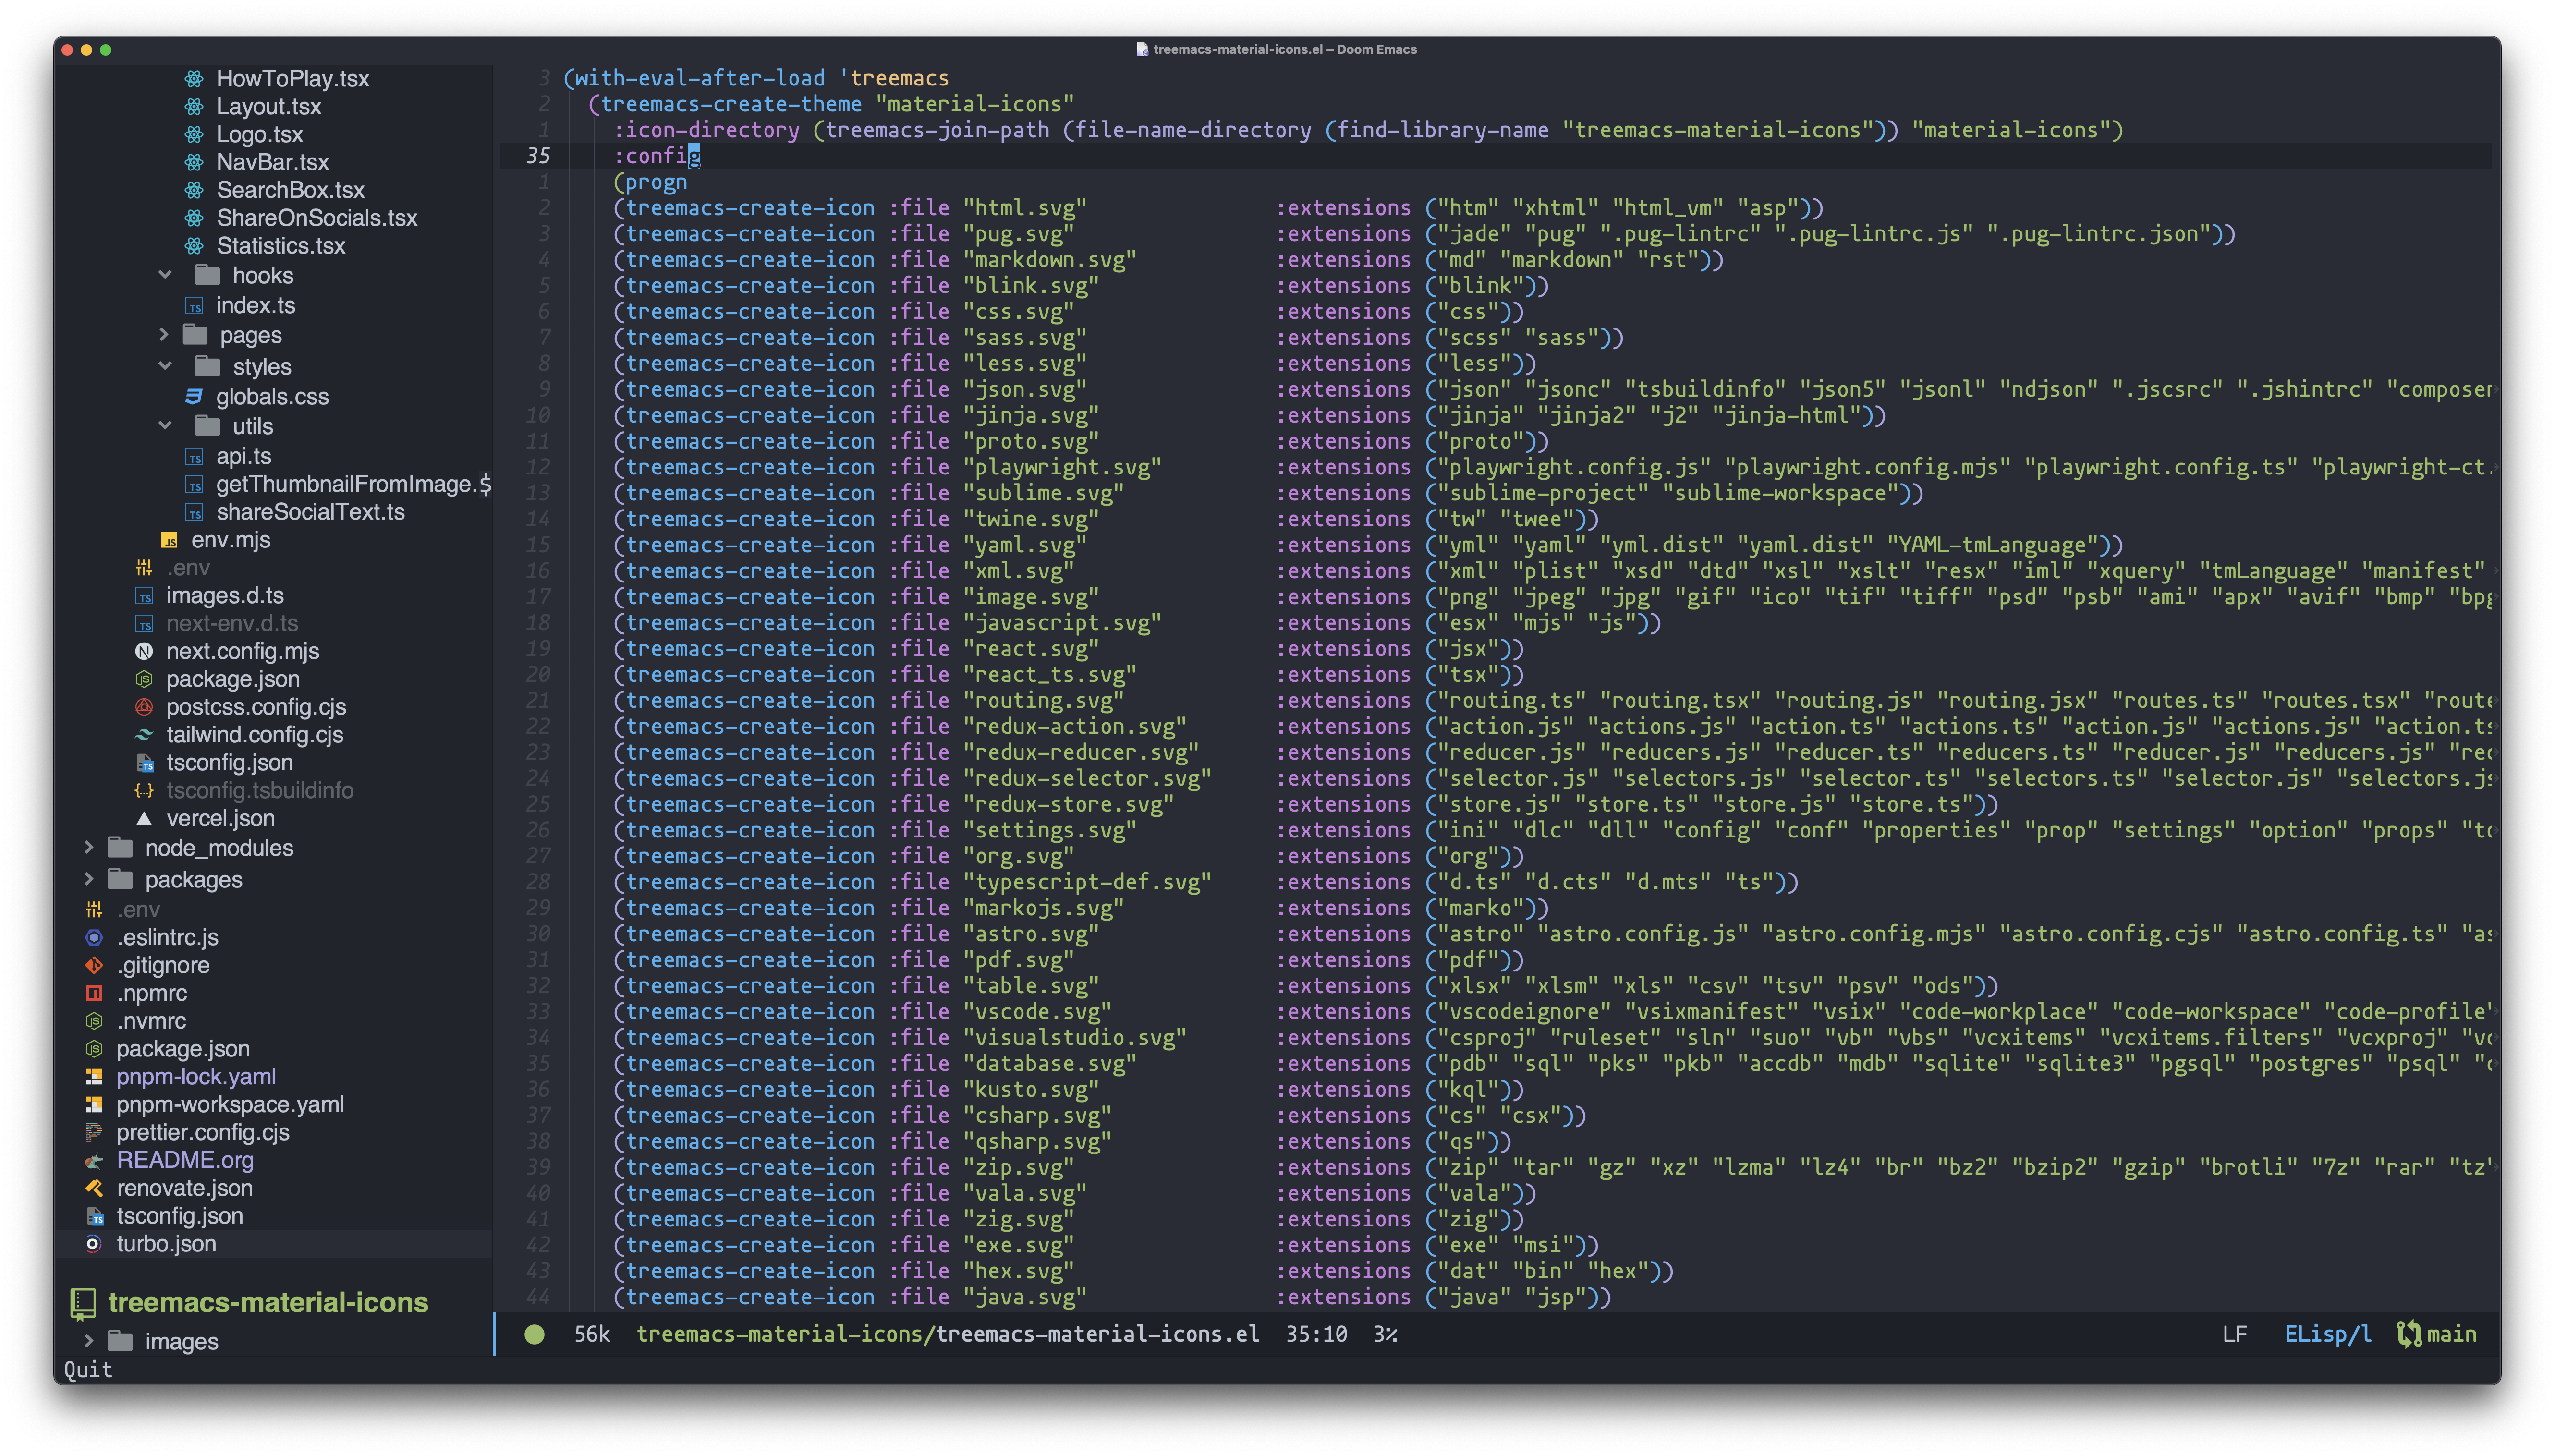 treemacs-material-icons.el – Doom Emacs
HowToPlay.tsx
Layout.tsx
Logo.tsx
NavBar.tsx
SearchBox.tsx
ShareOnSocials.tsx
Statistics.tsx
hooks
index.ts
pages
styles
globals.css
utils
api.ts
getThumbnailFromImage.$
shareSocialText.ts
env.mjs
.env
images.d.ts
next-env.d.ts
next.config.mjs
package.json
postcss.config.cjs
tailwind.config.cjs
tsconfig.json
tsconfig.tsbuildinfo
vercel.json
node_modules
packages
.env
.eslintrc.js
.gitignore
.npmrc
.nvmrc
package.json
pnpm-lock.yaml
pnpm-workspace.yaml
prettier.config.cjs
README.org
renovate.json
tsconfig.json
turbo.json
treemacs-material-icons
images
3 (with-eval-after-load 'treemacs
2 (treemacs-create-theme "material-icons"
1 :icon-directory (treemacs-join-path (file-name-directory (find-library-name "treemacs-material-icons")) "material-icons")
35 :config
1 (progn
2 (treemacs-create-icon :file "html.svg" :extensions ("htm" "xhtml" "html_vm" "asp"))
3 (treemacs-create-icon :file "pug.svg" :extensions ("jade" "pug" ".pug-lintrc" ".pug-lintrc.js" ".pug-lintrc.json"))
4 (treemacs-create-icon :file "markdown.svg" :extensions ("md" "markdown" "rst"))
5 (treemacs-create-icon :file "blink.svg" :extensions ("blink"))
6 (treemacs-create-icon :file "css.svg" :extensions ("css"))
7 (treemacs-create-icon :file "sass.svg" :extensions ("scss" "sass"))
8 (treemacs-create-icon :file "less.svg" :extensions ("less"))
9 (treemacs-create-icon :file "json.svg" :extensions ("json" "jsonc" "tsbuildinfo" "json5" "jsonl" "ndjson" ".jscsrc" ".jshintrc" "composer
10 (treemacs-create-icon :file "jinja.svg" :extensions ("jinja" "jinja2" "j2" "jinja-html"))
11 (treemacs-create-icon :file "proto.svg" :extensions ("proto"))
12 (treemacs-create-icon :file "playwright.svg" :extensions ("playwright.config.js" "playwright.config.mjs" "playwright.config.ts" "playwright-ct.
13 (treemacs-create-icon :file "sublime.svg" :extensions ("sublime-project" "sublime-workspace"))
14 (treemacs-create-icon :file "twine.svg" :extensions ("tw" "twee"))
15 (treemacs-create-icon :file "yaml.svg" :extensions ("yml" "yaml" "yml.dist" "yaml.dist" "YAML-tmLanguage"))
16 (treemacs-create-icon :file "xml.svg" :extensions ("xml" "plist" "xsd" "dtd" "xsl" "xslt" "resx" "iml" "xquery" "tmLanguage" "manifest"
17 (treemacs-create-icon :file "image.svg" :extensions ("png" "jpeg" "jpg" "gif" "ico" "tif" "tiff" "psd" "psb" "ami" "apx" "avif" "bmp" "bpg
18 (treemacs-create-icon :file "javascript.svg" :extensions ("esx" "mjs" "js"))
19 (treemacs-create-icon :file "react.svg" :extensions ("jsx"))
20 (treemacs-create-icon :file "react_ts.svg" :extensions ("tsx"))
21 (treemacs-create-icon :file "routing.svg" :extensions ("routing.ts" "routing.tsx" "routing.js" "routing.jsx" "routes.ts" "routes.tsx" "route
22 (treemacs-create-icon :file "redux-action.svg" :extensions ("action.js" "actions.js" "action.ts" "actions.ts" "action.js" "actions.js" "action.ts
23 (treemacs-create-icon :file "redux-reducer.svg" :extensions ("reducer.js" "reducers.js" "reducer.ts" "reducers.ts" "reducer.js" "reducers.js" "red
24 (treemacs-create-icon :file "redux-selector.svg" :extensions ("selector.js" "selectors.js" "selector.ts" "selectors.ts" "selector.js" "selectors.js
25 (treemacs-create-icon :file "redux-store.svg" :extensions ("store.js" "store.ts" "store.js" "store.ts"))
26 (treemacs-create-icon :file "settings.svg" :extensions ("ini" "dlc" "dll" "config" "conf" "properties" "prop" "settings" "option" "props" "to
27 (treemacs-create-icon :file "org.svg" :extensions ("org"))
28 (treemacs-create-icon :file "typescript-def.svg" :extensions ("d.ts" "d.cts" "d.mts" "ts"))
29 (treemacs-create-icon :file "markojs.svg" :extensions ("marko"))
30 (treemacs-create-icon :file "astro.svg" :extensions ("astro" "astro.config.js" "astro.config.mjs" "astro.config.cjs" "astro.config.ts" "as
31 (treemacs-create-icon :file "pdf.svg" :extensions ("pdf"))
32 (treemacs-create-icon :file "table.svg" :extensions ("xlsx" "xlsm" "xls" "csv" "tsv" "psv" "ods"))
33 (treemacs-create-icon :file "vscode.svg" :extensions ("vscodeignore" "vsixmanifest" "vsix" "code-workplace" "code-workspace" "code-profile"
34 (treemacs-create-icon :file "visualstudio.svg" :extensions ("csproj" "ruleset" "sln" "suo" "vb" "vbs" "vcxitems" "vcxitems.filters" "vcxproj" "vc
35 (treemacs-create-icon :file "database.svg" :extensions ("pdb" "sql" "pks" "pkb" "accdb" "mdb" "sqlite" "sqlite3" "pgsql" "postgres" "psql" "c
36 (treemacs-create-icon :file "kusto.svg" :extensions ("kql"))
37 (treemacs-create-icon :file "csharp.svg" :extensions ("cs" "csx"))
38 (treemacs-create-icon :file "qsharp.svg" :extensions ("qs"))
39 (treemacs-create-icon :file "zip.svg" :extensions ("zip" "tar" "gz" "xz" "lzma" "lz4" "br" "bz2" "bzip2" "gzip" "brotli" "7z" "rar" "tz"
40 (treemacs-create-icon :file "vala.svg" :extensions ("vala"))
41 (treemacs-create-icon :file "zig.svg" :extensions ("zig"))
42 (treemacs-create-icon :file "exe.svg" :extensions ("exe" "msi"))
43 (treemacs-create-icon :file "hex.svg" :extensions ("dat" "bin" "hex"))
44 (treemacs-create-icon :file "java.svg" :extensions ("java" "jsp"))
56k treemacs-material-icons/treemacs-material-icons.el 35:10 3% LF ELisp/l main
Quit